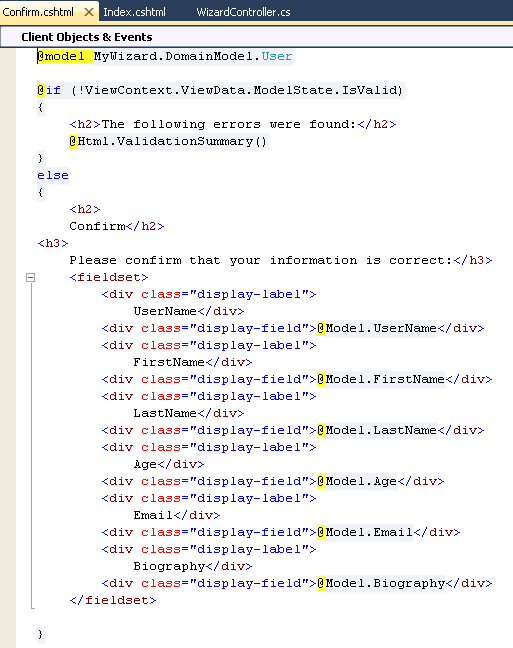 Confirm.cshtml × Index.cshtml WizardController.cs
Client Objects & Events
@model MyWizard.DomainModel.User
@if (!ViewContext.ViewData.ModelState.IsValid)
{
<h2>The following errors were found:</h2>
@Html.ValidationSummary()
}
else
{
<h2>
Confirm</h2>
<h3>
Please confirm that your information is correct:</h3>
<fieldset>
<div class="display-label">
UserName</div>
<div class="display-field">@Model.UserName</div>
<div class="display-label">
FirstName</div>
<div class="display-field">@Model.FirstName</div>
<div class="display-label">
LastName</div>
<div class="display-field">@Model.LastName</div>
<div class="display-label">
Age</div>
<div class="display-field">@Model.Age</div>
<div class="display-label">
Email</div>
<div class="display-field">@Model.Email</div>
<div class="display-label">
Biography</div>
<div class="display-field">@Model.Biography</div>
</fieldset>
}